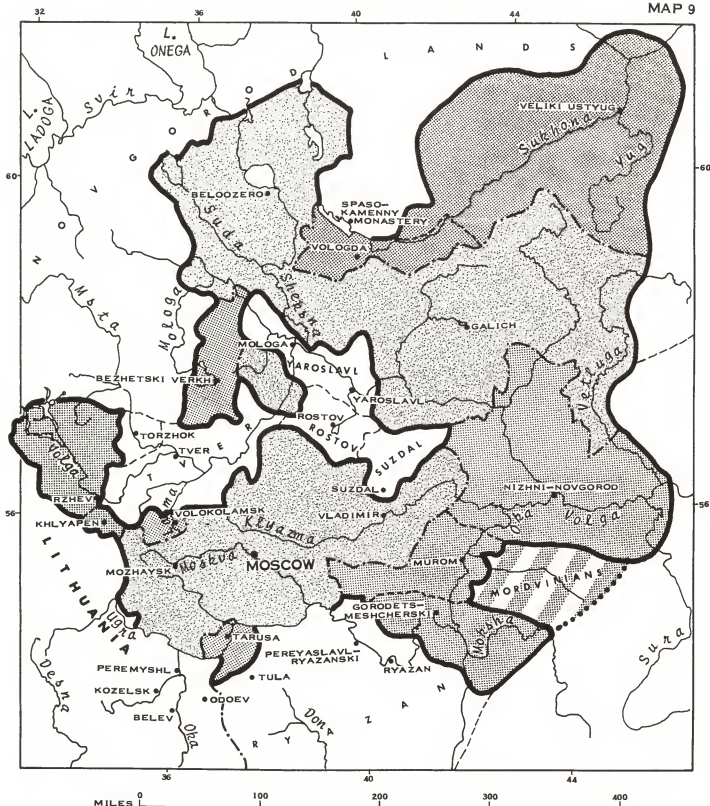 MAP 9
32 36 40 44
L. ONEGA
L. LADOGA
Svir
NOVGOROD
LANDS
VELIKI USTYUG
Sukhona
Yug
60 60
BELOOZERO
SPASO-
KAMENNY
MONASTERY
Suda
VOLOGDA
Sheksna
Msta
Mologa
GALICH
MOLOGA
YAROSLAVL
Vetluga
BEZHETSKI VERKH
YAROSLAVL
ROSTOV
TORZHOK
ROSTOV
TVER
TVER
SUZDAL
Volga
SUZDAL
NIZHNI-NOVGOROD
RZHEV
56 56
VOLOKOLAMSK
VLADIMIR
Oka
Volga
KHLYAPEN
Klyazma
LITHUANIA
MOZHAYSK
Moskva
MOSCOW
MUROM
MORDVINIANS
GORODETS-
MESHCHERSKI
Ugra
TARUSA
Moksha
PEREYASLAVL-
RYAZANSKI
RYAZAN
Sura
Desna
PEREMYSHL
TULA
KOZELSK
ODOEV
BELEV
Oka
Don
RYAZAN
36 40 44
MILES 0 100 200 300 400